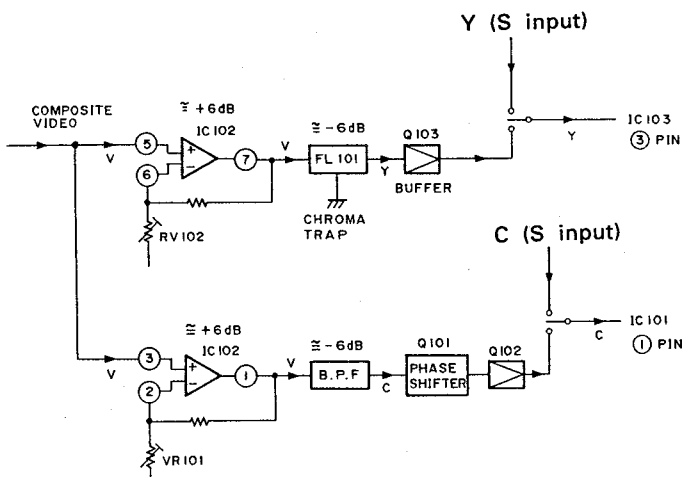 Y (S input)
COMPOSITE
VIDEO
V
5
6
≅ +6dB
IC102
+
−
7
V
≅ −6dB
FL101
CHROMA
TRAP
Y
Q103
BUFFER
Y
IC103
3 PIN
RV102
C (S input)
V
3
2
≅ +6dB
IC102
+
−
1
V
≅ −6dB
B.P.F
C
Q101
PHASE
SHIFTER
Q102
C
IC101
1 PIN
VR101